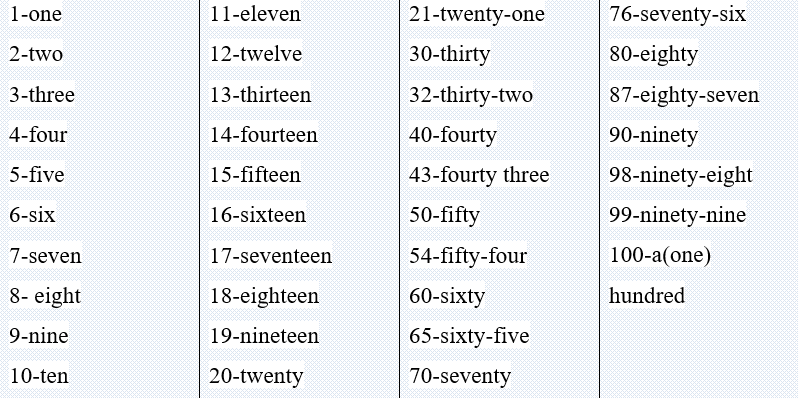 1-one
2-two
3-three
4-four
5-five
6-six
7-seven
8- eight
9-nine
10-ten
11-eleven
12-twelve
13-thirteen
14-fourteen
15-fifteen
16-sixteen
17-seventeen
18-eighteen
19-nineteen
20-twenty
21-twenty-one
30-thirty
32-thirty-two
40-fourty
43-fourty three
50-fifty
54-fifty-four
60-sixty
65-sixty-five
70-seventy
76-seventy-six
80-eighty
87-eighty-seven
90-ninety
98-ninety-eight
99-ninety-nine
100-a(one)
hundred